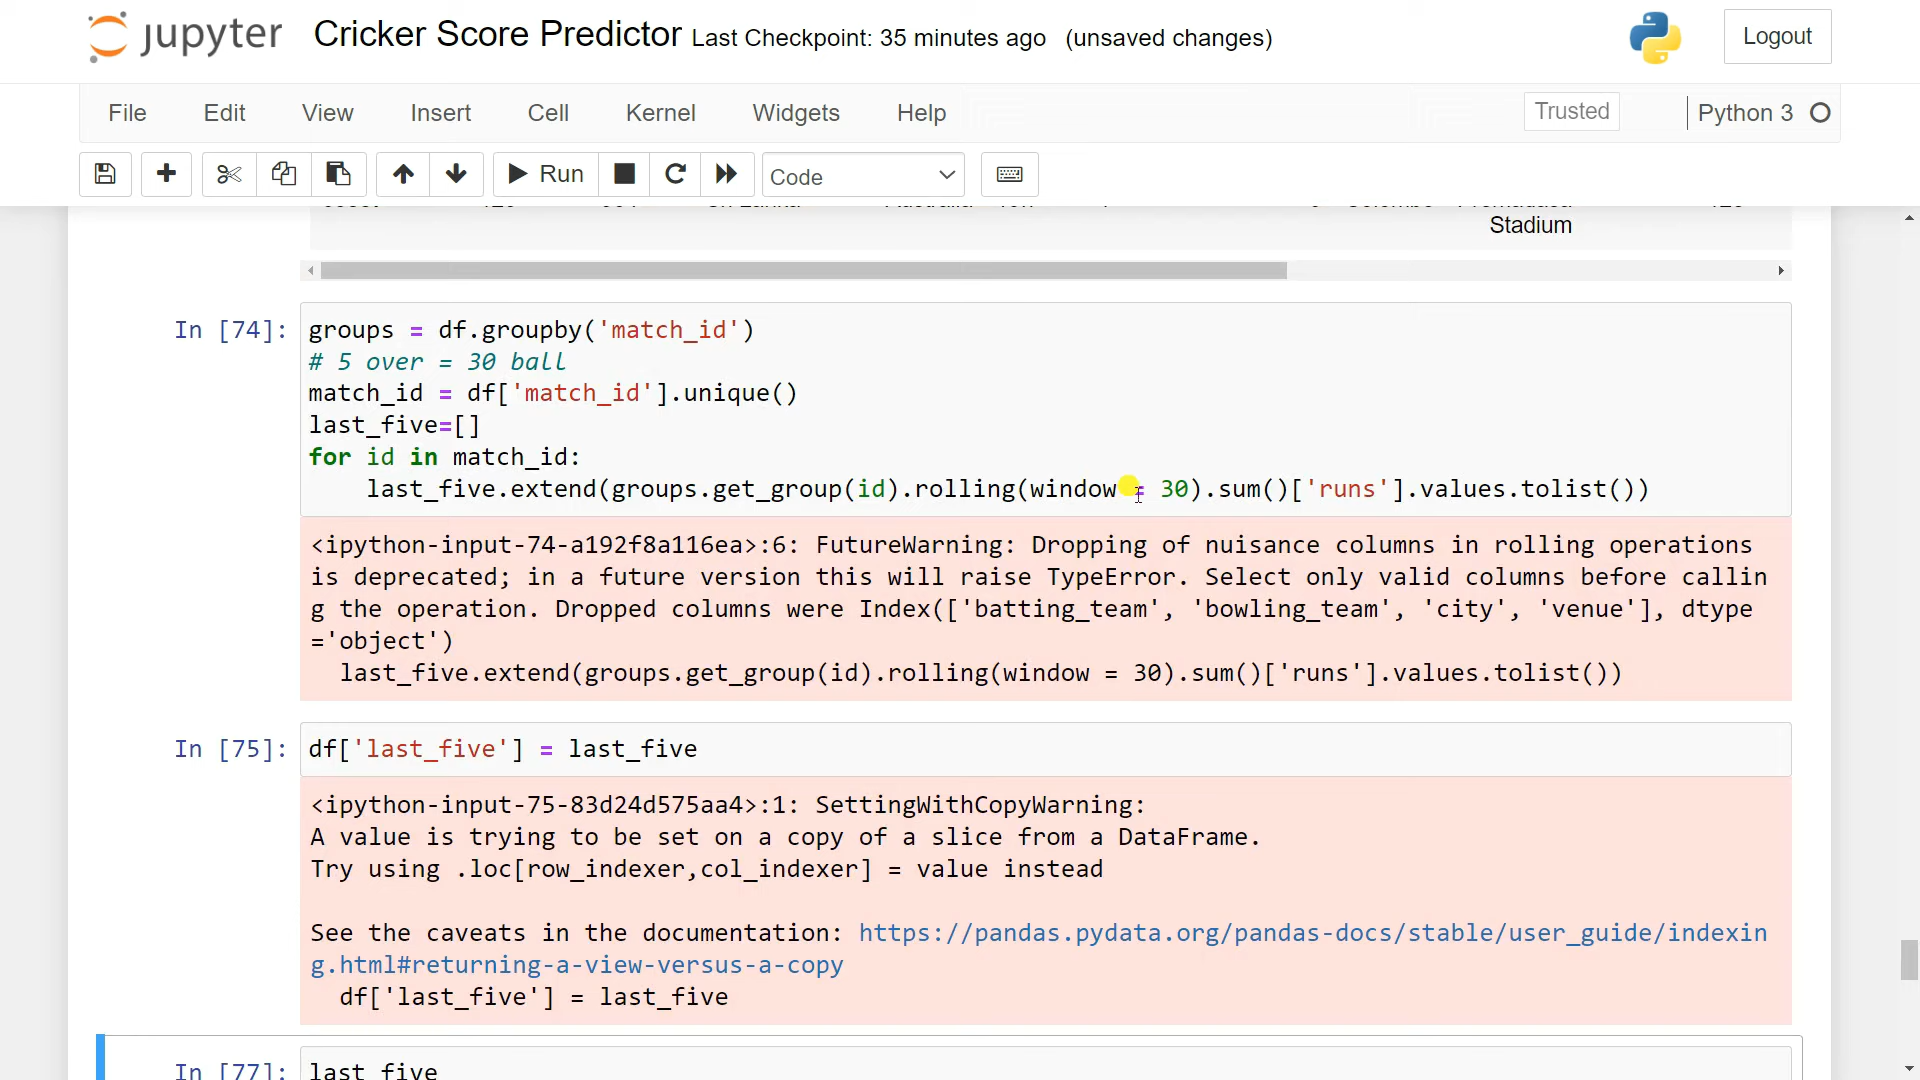 jupyter Cricker Score Predictor Last Checkpoint: 35 minutes ago (unsaved changes) Logout
File Edit View Insert Cell Kernel Widgets Help Trusted Python 3
Run Code
Stadium
In [74]: groups = df.groupby('match_id')
# 5 over = 30 ball
match_id = df['match_id'].unique()
last_five=[]
for id in match_id:
last_five.extend(groups.get_group(id).rolling(window = 30).sum()['runs'].values.tolist())
<ipython-input-74-a192f8a116ea>:6: FutureWarning: Dropping of nuisance columns in rolling operations
is deprecated; in a future version this will raise TypeError. Select only valid columns before callin
g the operation. Dropped columns were Index(['batting_team', 'bowling_team', 'city', 'venue'], dtype
='object')
last_five.extend(groups.get_group(id).rolling(window = 30).sum()['runs'].values.tolist())
In [75]: df['last_five'] = last_five
<ipython-input-75-83d24d575aa4>:1: SettingWithCopyWarning:
A value is trying to be set on a copy of a slice from a DataFrame.
Try using .loc[row_indexer,col_indexer] = value instead
See the caveats in the documentation: https://pandas.pydata.org/pandas-docs/stable/user_guide/indexin
g.html#returning-a-view-versus-a-copy
df['last_five'] = last_five
In [77]: last_five